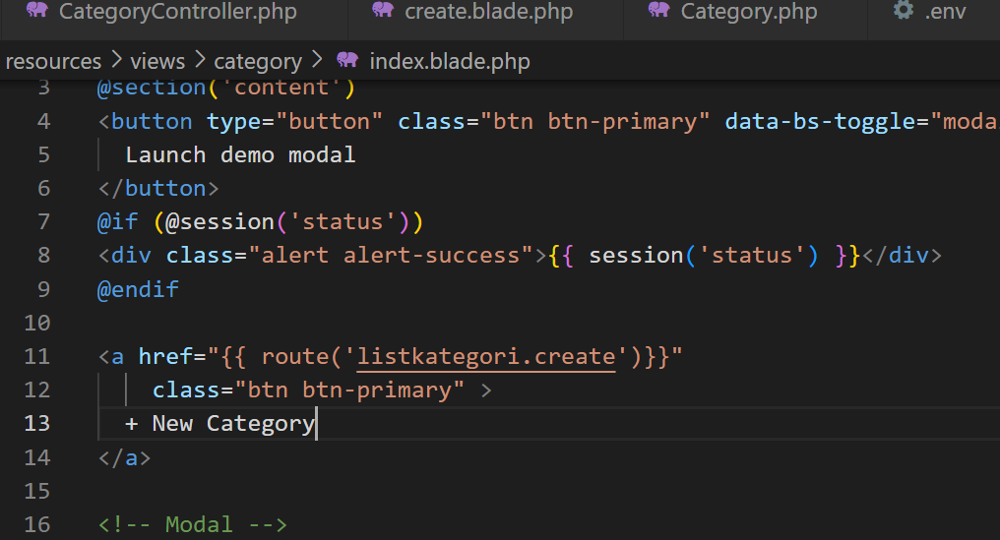 CategoryController.php create.blade.php Category.php .env
resources > views > category > index.blade.php
3 @section('content')
4 <button type="button" class="btn btn-primary" data-bs-toggle="moda
5 Launch demo modal
6 </button>
7 @if (@session('status'))
8 <div class="alert alert-success">{{ session('status') }}</div>
9 @endif
10
11 <a href="{{ route('listkategori.create')}}"
12 class="btn btn-primary" >
13 + New Category
14 </a>
15
16 <!-- Modal -->